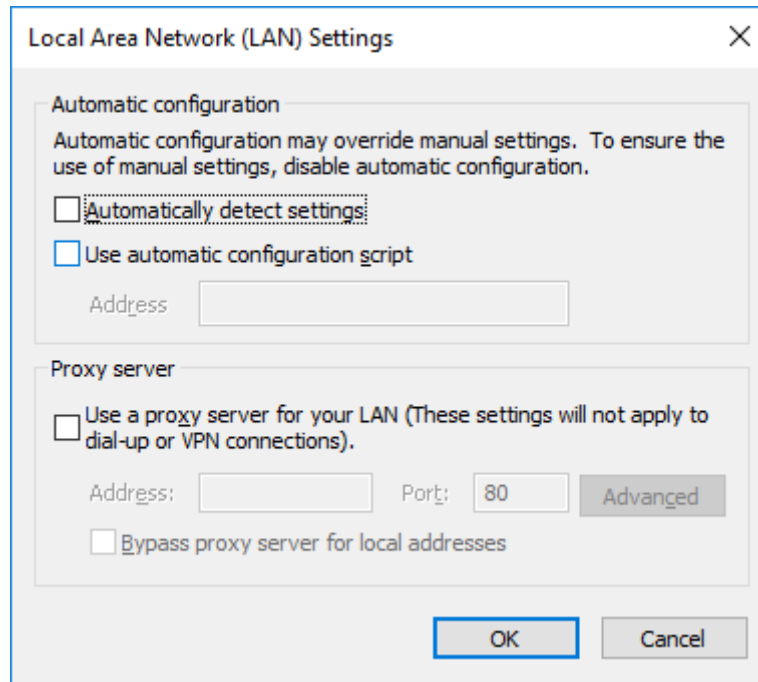 Local Area Network (LAN) Settings
Automatic configuration
Automatic configuration may override manual settings.  To ensure the
use of manual settings, disable automatic configuration.
Automatically detect settings
Use automatic configuration script
Address
Proxy server
Use a proxy server for your LAN (These settings will not apply to
dial-up or VPN connections).
Address: Port: 80 Advanced
Bypass proxy server for local addresses
OK Cancel